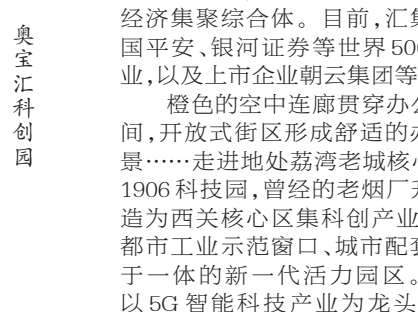 奥宝汇科创园
经济集聚综合体。目前,汇集
国平安、银河证券等世界500
业,以及上市企业朝云集团等
橙色的空中连廊贯穿办公
间,开放式街区形成舒适的办
景……走进地处荔湾老城核心
1906科技园,曾经的老烟厂
造为西关核心区集科创产业
都市工业示范窗口、城市配套
于一体的新一代活力园区。
以5G智能科技产业为龙头